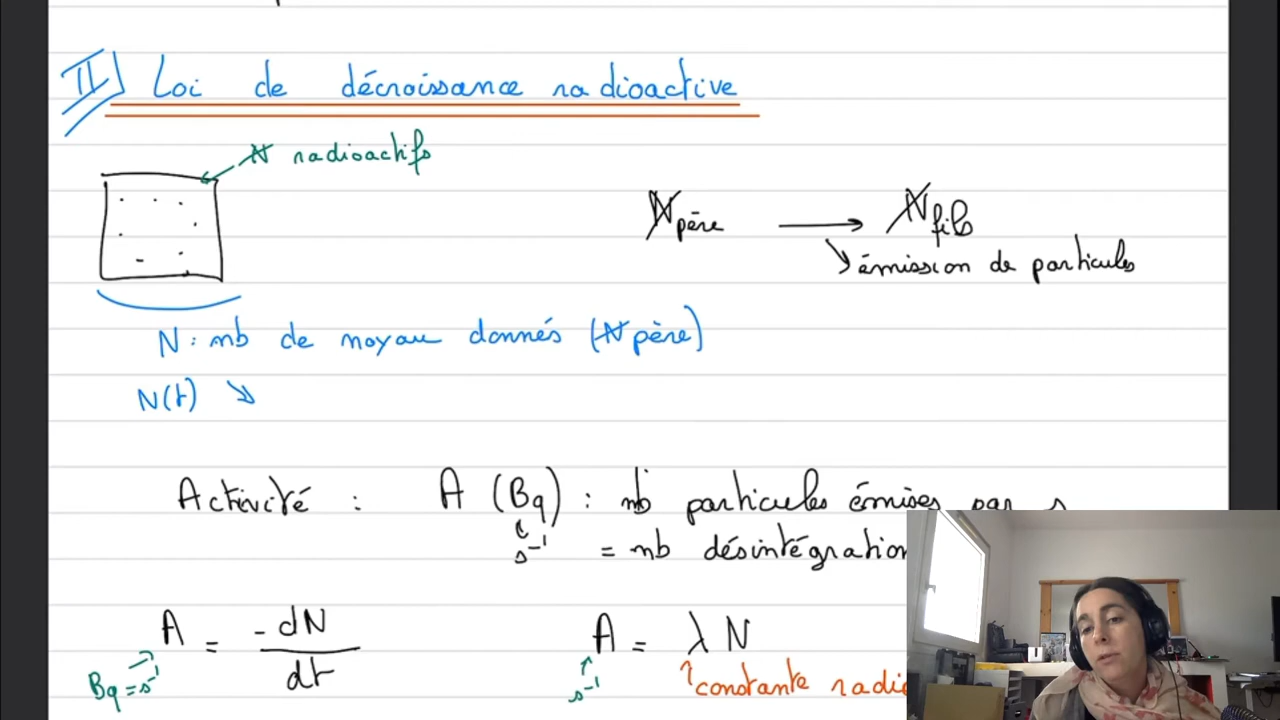 II) Loi de décroissance radioactive
N radioactifs
N père → N fils
↘ émission de particules
N : nb de noyau donnés (N père)
N(t) ↘
Activité : A (Bq) : nb particules émises par s
s⁻¹ = nb désintégration
A = -dN/dt
Bq = s⁻¹
A = λ N
s⁻¹
constante radio